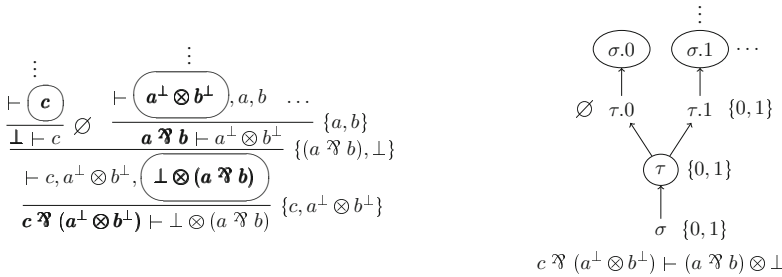 ⋮ ⋮
⊢ c ⊢ a⊥ ⊗ b⊥, a, b …
⊥ ⊢ c ∅ a ⅋ b ⊢ a⊥ ⊗ b⊥ {a, b}
{(a ⅋ b), ⊥}
⊢ c, a⊥ ⊗ b⊥, ⊥ ⊗ (a ⅋ b)
{c, a⊥ ⊗ b⊥}
c ⅋ (a⊥ ⊗ b⊥) ⊢ ⊥ ⊗ (a ⅋ b)
⋮
σ.0 σ.1 …
∅ τ.0 τ.1 {0, 1}
τ {0, 1}
σ {0, 1}
c ⅋ (a⊥ ⊗ b⊥) ⊢ (a ⅋ b) ⊗ ⊥